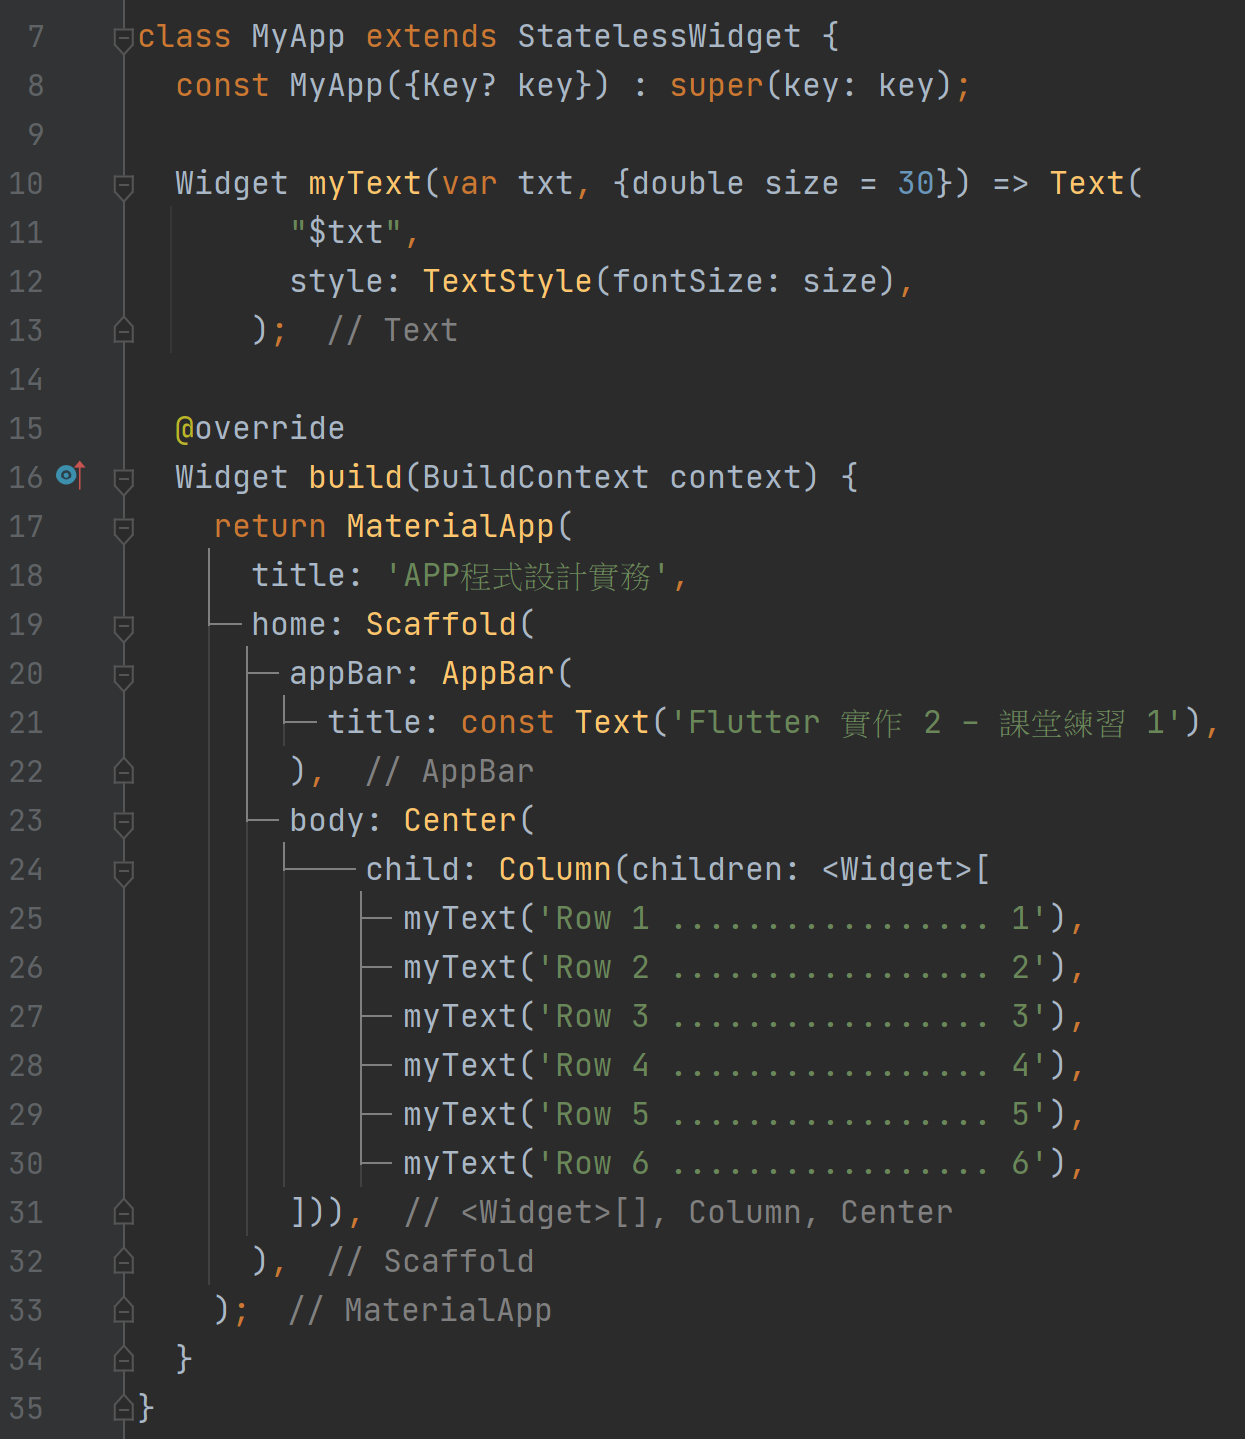 7 class MyApp extends StatelessWidget {
8 const MyApp({Key? key}) : super(key: key);
9
10 Widget myText(var txt, {double size = 30}) => Text(
11 "$txt",
12 style: TextStyle(fontSize: size),
13 );  // Text
14
15 @override
16 Widget build(BuildContext context) {
17 return MaterialApp(
18 title: 'APP程式設計實務',
19 home: Scaffold(
20 appBar: AppBar(
21 title: const Text('Flutter 實作 2 - 課堂練習 1'),
22 ),  // AppBar
23 body: Center(
24 child: Column(children: <Widget>[
25 myText('Row 1 ................. 1'),
26 myText('Row 2 ................. 2'),
27 myText('Row 3 ................. 3'),
28 myText('Row 4 ................. 4'),
29 myText('Row 5 ................. 5'),
30 myText('Row 6 ................. 6'),
31 ])),  // <Widget>[], Column, Center
32 ),  // Scaffold
33 );  // MaterialApp
34 }
35 }